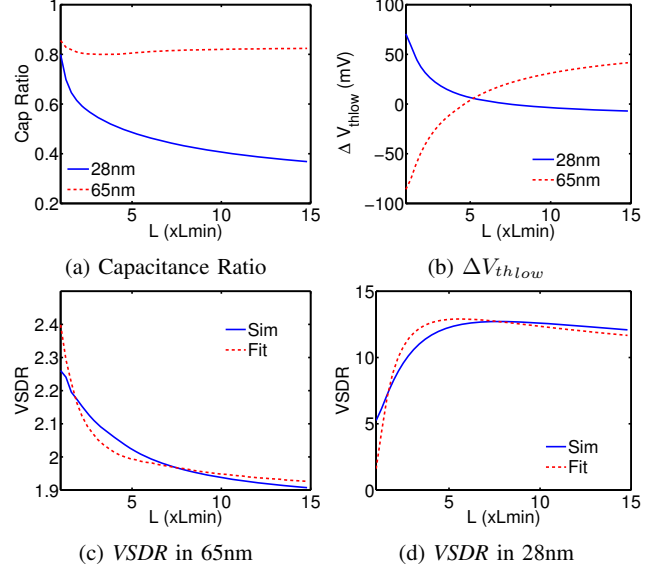 1
0.8
0.6
0.4
0.2
Cap Ratio
28nm
65nm
5
10
15
L (xLmin)
(a) Capacitance Ratio
100
50
0
−50
−100
Δ V_thlow (mV)
28nm
65nm
5
10
15
L (xLmin)
(b) ΔV_thlow
2.4
2.3
2.2
2.1
2
1.9
VSDR
Sim
Fit
5
10
15
L (xLmin)
(c) VSDR in 65nm
15
10
5
0
VSDR
Sim
Fit
5
10
15
L (xLmin)
(d) VSDR in 28nm